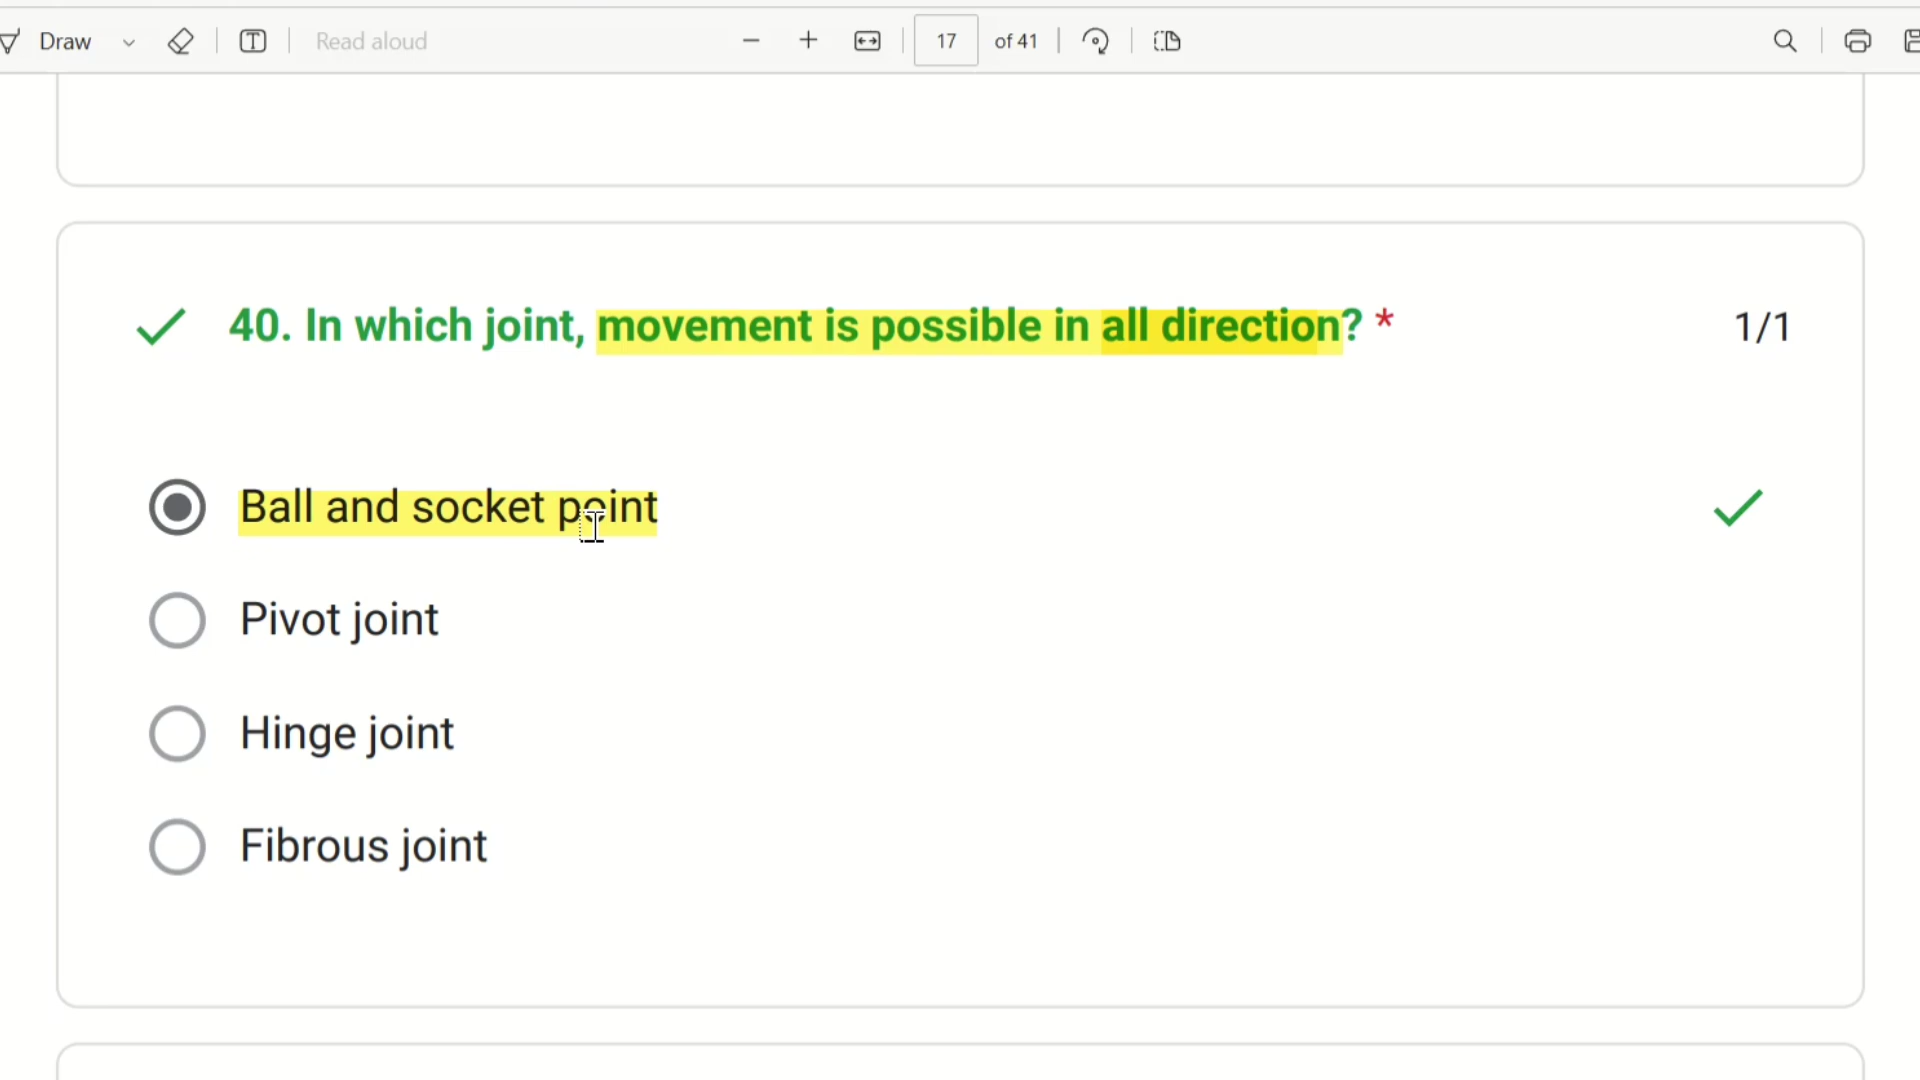 Draw
Read aloud
17 of 41
40. In which joint, movement is possible in all direction? *
1/1
Ball and socket point
Pivot joint
Hinge joint
Fibrous joint